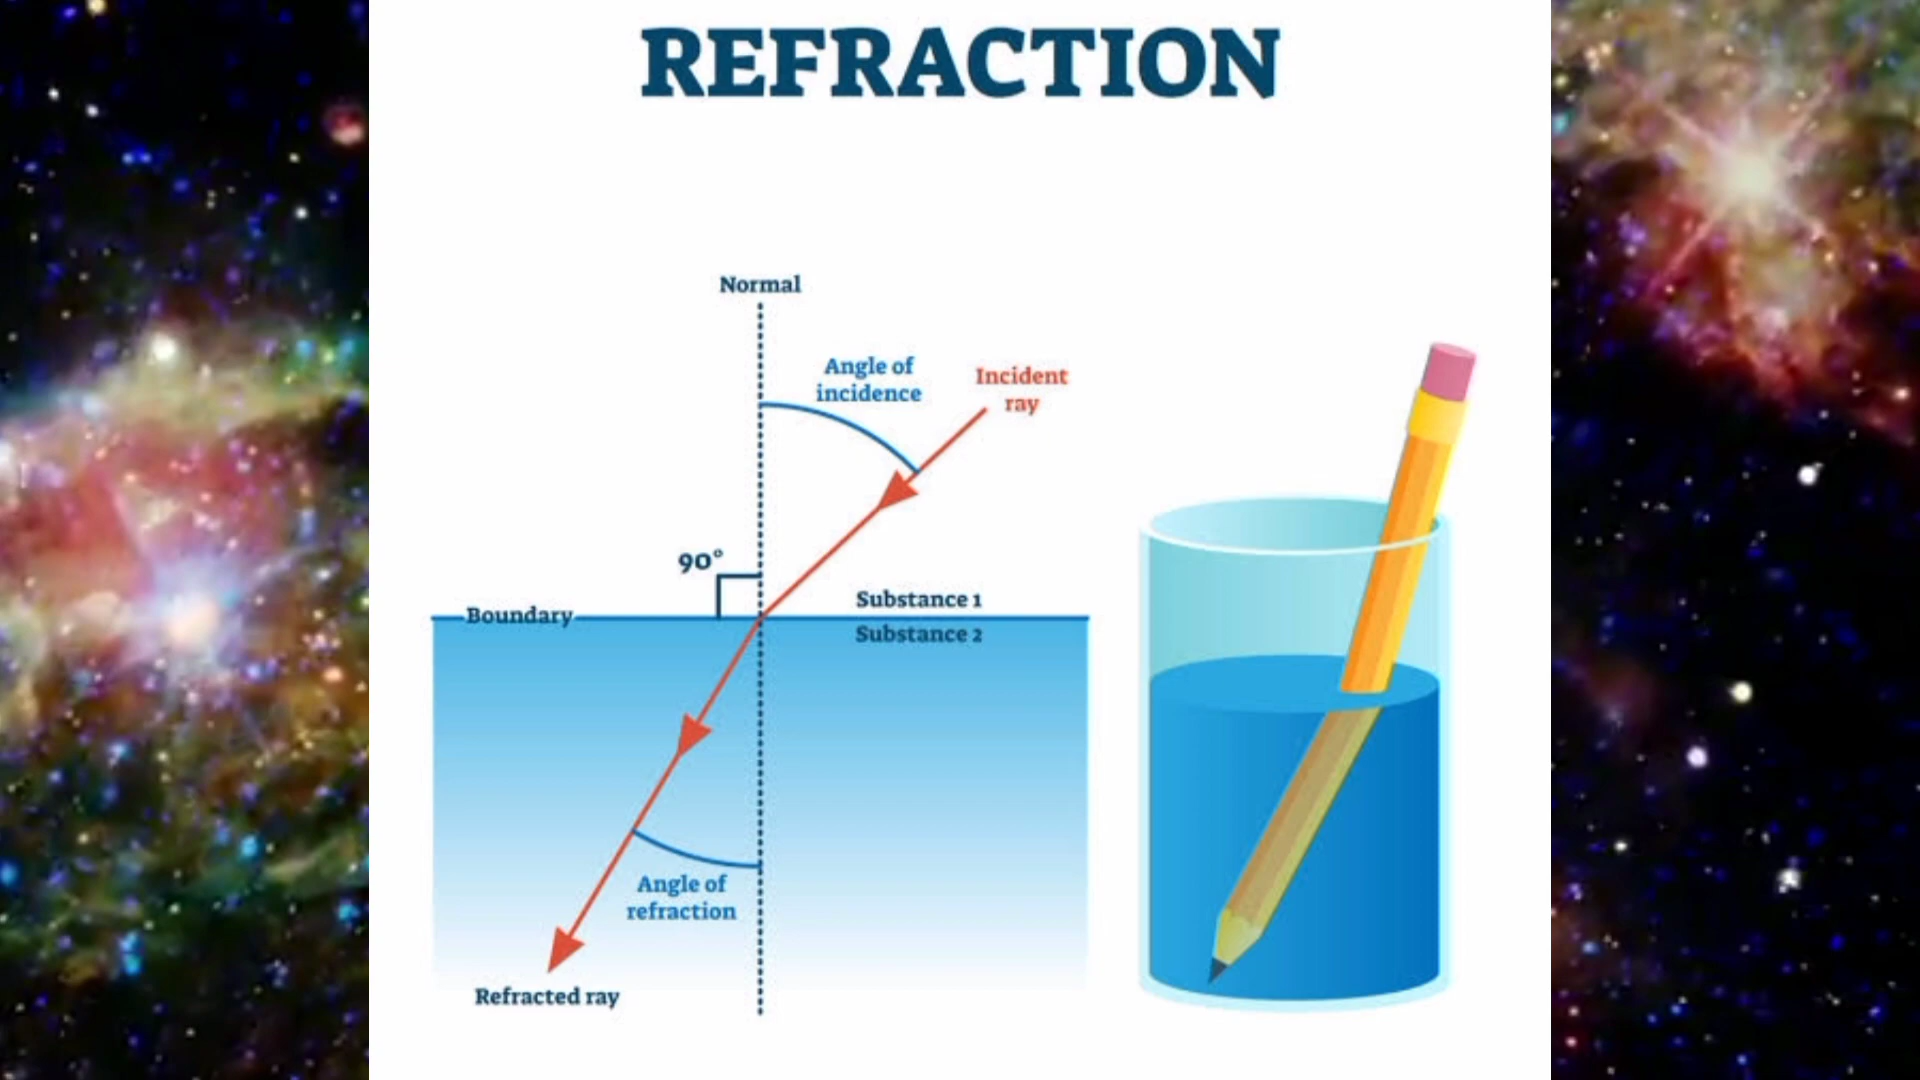 REFRACTION
Normal
Angle of
incidence
Incident
ray
90°
Boundary
Substance 1
Substance 2
Angle of
refraction
Refracted ray